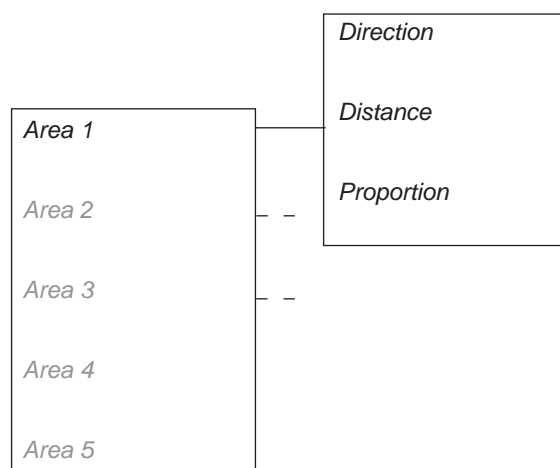 Direction
Distance
Proportion
Area 1
Area 2
Area 3
Area 4
Area 5